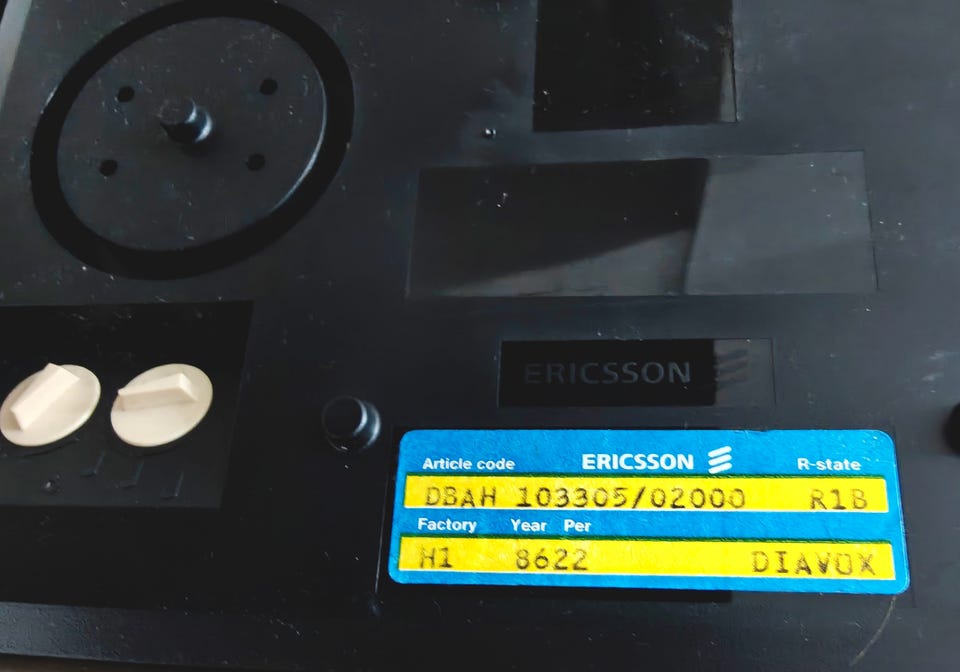 ERICSSON
Article code ERICSSON R-state
DBAH 103305/02000 R1B
Factory Year Per
H1 8622 DIAVOX